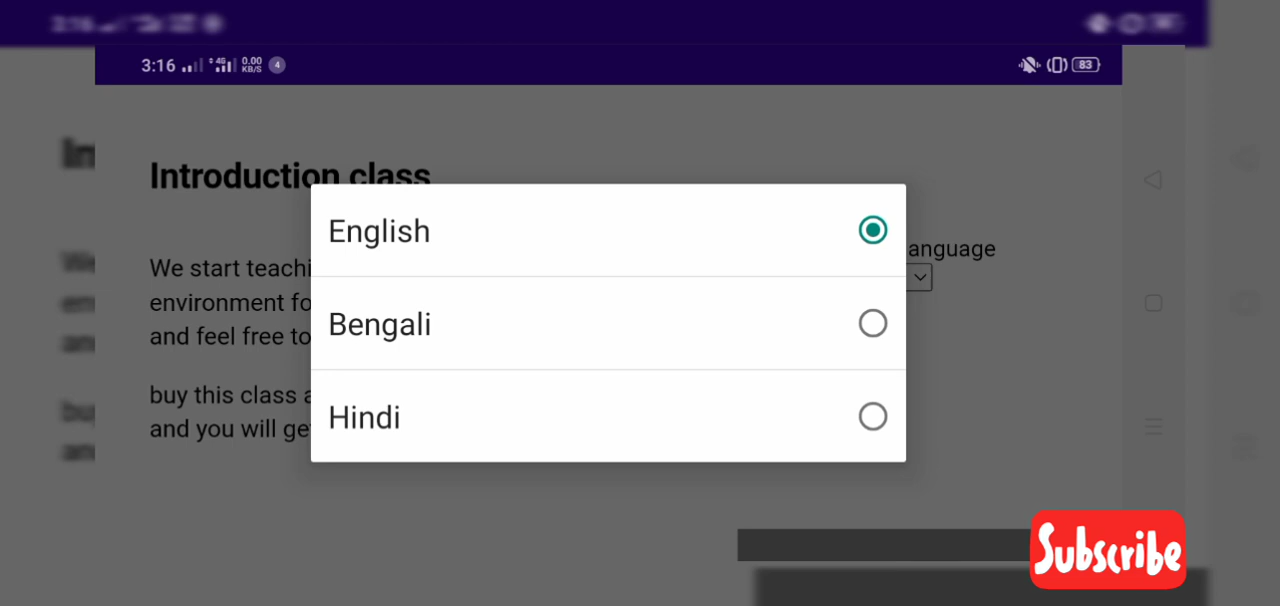 3:16 4G 0.00 KB/S 4 83
Introduction class
anguage
We start teachi
environment fo
and feel free to
buy this class a
and you will ge
English
Bengali
Hindi
Subscribe